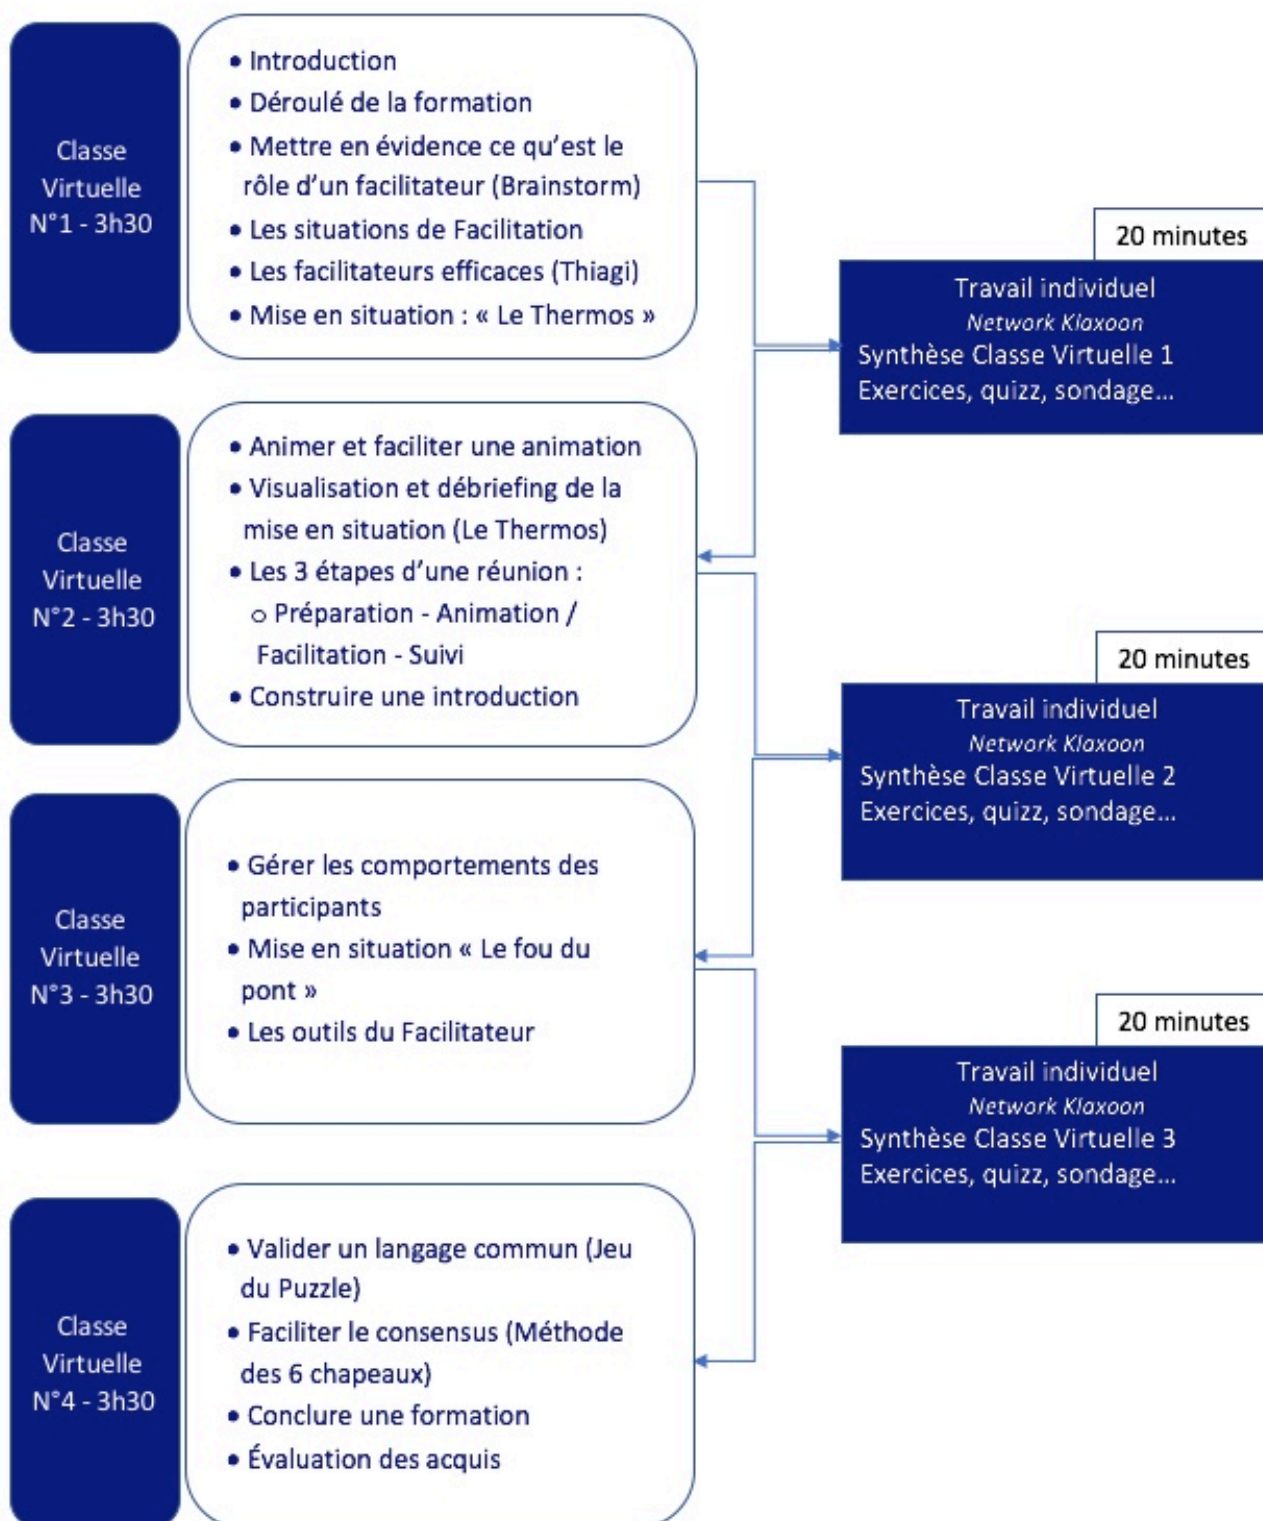 Classe
Virtuelle
N°1 - 3h30
• Introduction
• Déroulé de la formation
• Mettre en évidence ce qu'est le
rôle d'un facilitateur (Brainstorm)
• Les situations de Facilitation
• Les facilitateurs efficaces (Thiagi)
• Mise en situation : « Le Thermos »
20 minutes
Travail individuel
Network Klaxoon
Synthèse Classe Virtuelle 1
Exercices, quizz, sondage...
Classe
Virtuelle
N°2 - 3h30
• Animer et faciliter une animation
• Visualisation et débriefing de la
mise en situation (Le Thermos)
• Les 3 étapes d'une réunion :
o Préparation - Animation /
Facilitation - Suivi
• Construire une introduction
20 minutes
Travail individuel
Network Klaxoon
Synthèse Classe Virtuelle 2
Exercices, quizz, sondage...
Classe
Virtuelle
N°3 - 3h30
• Gérer les comportements des
participants
• Mise en situation « Le fou du
pont »
• Les outils du Facilitateur
20 minutes
Travail individuel
Network Klaxoon
Synthèse Classe Virtuelle 3
Exercices, quizz, sondage...
Classe
Virtuelle
N°4 - 3h30
• Valider un langage commun (Jeu
du Puzzle)
• Faciliter le consensus (Méthode
des 6 chapeaux)
• Conclure une formation
• Évaluation des acquis